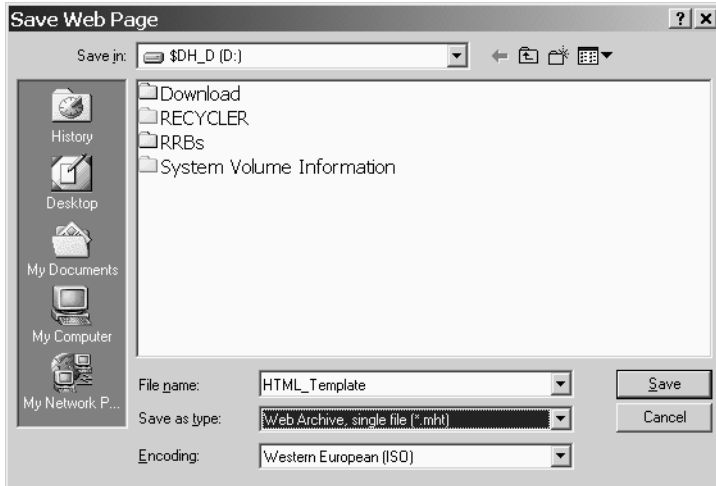 Save Web Page
Save in: $DH_D (D:)
History
Desktop
My Documents
My Computer
My Network P...
Download
RECYCLER
RRBs
System Volume Information
File name: HTML_Template
Save
Save as type: Web Archive, single file (*.mht)
Cancel
Encoding: Western European (ISO)